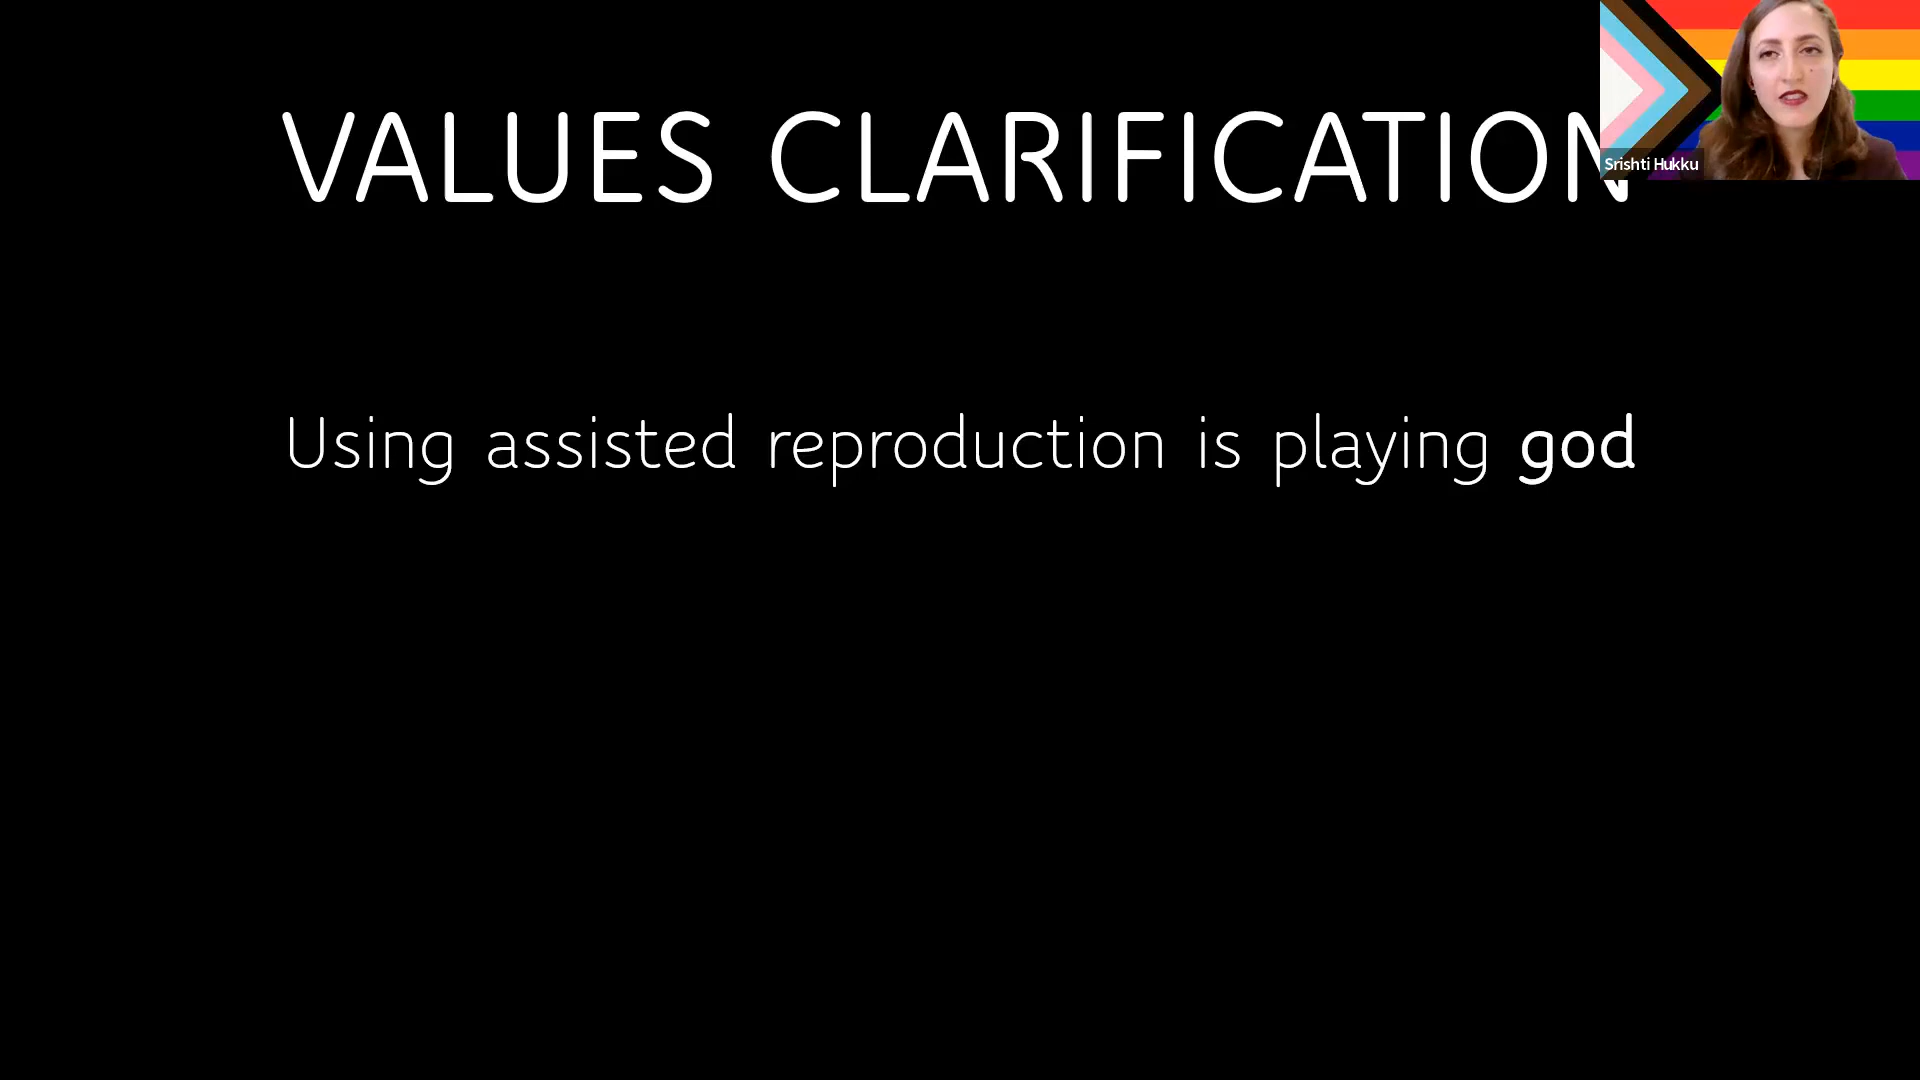 VALUES CLARIFICATION
Srishti Hukku
Using assisted reproduction is playing god